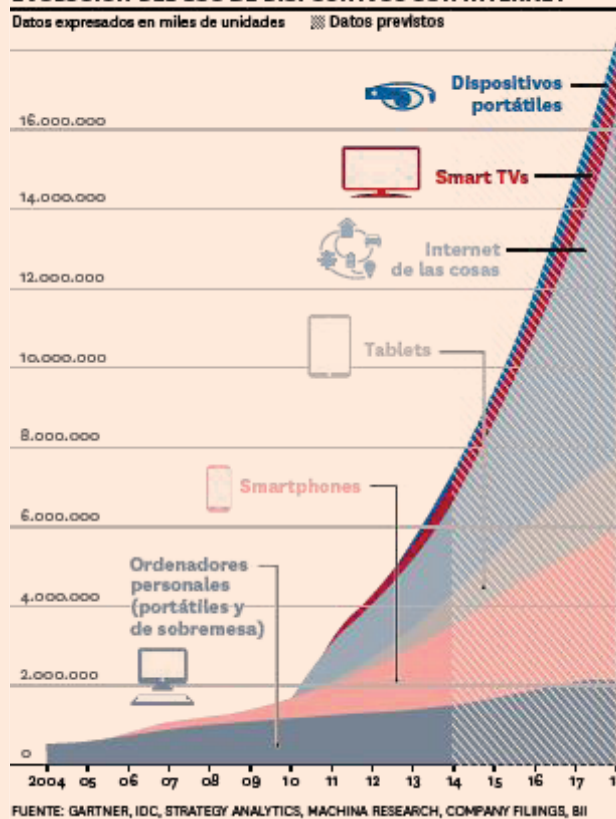 Datos expresados en miles de unidades Datos previstos
Dispositivos
portátiles
16.000.000
Smart TVs
14.000.000
Internet
de las cosas
12.000.000
Tablets
10.000.000
8.000.000
Smartphones
6.000.000
Ordenadores
personales
(portátiles y
de sobremesa)
4.000.000
2.000.000
0
2004 05 06 07 08 09 10 11 12 13 14 15 16 17
FUENTE: GARTNER, IDC, STRATEGY ANALYTICS, MACHINA RESEARCH, COMPANY FILINGS, BII